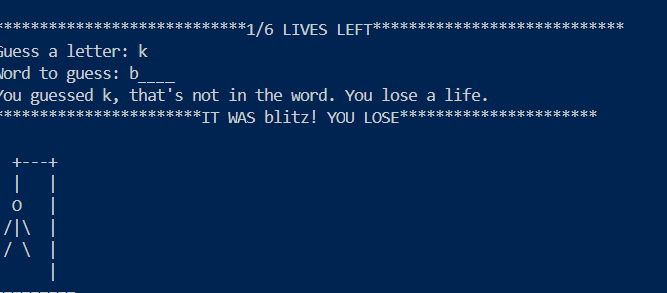 ****************************1/6 LIVES LEFT****************************
Guess a letter: k
Word to guess: b____
You guessed k, that's not in the word. You lose a life.
***********************IT WAS blitz! YOU LOSE**********************
  +---+
  |   |
  O   |
 /|\  |
 / \  |
      |
=========